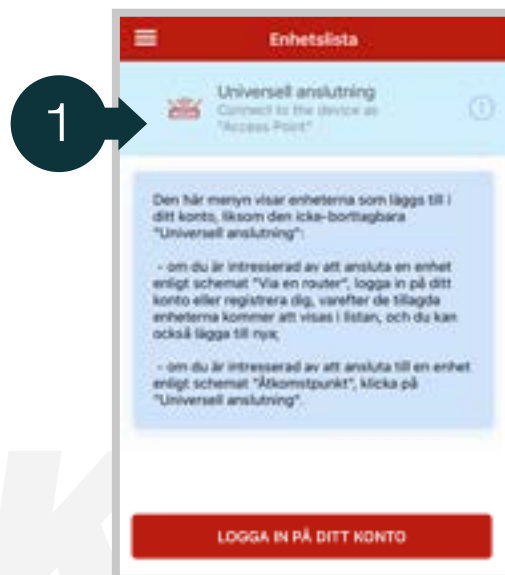 Enhetslista
1
Universell anslutning
Connect to the device as
"Access Point"
Den här menyn visar enheterna som läggs till i
ditt konto, liksom den icke-borttagbara
"Universell anslutning":
- om du är intresserad av att ansluta en enhet
enligt schemat "Via en router", logga in på ditt
konto eller registrera dig, varefter de tillagda
enheterna kommer att visas i listan, och du kan
också lägga till nya;
- om du är intresserad av att ansluta till en enhet
enligt schemat "Åtkomstpunkt", klicka på
"Universell anslutning".
LOGGA IN PÅ DITT KONTO